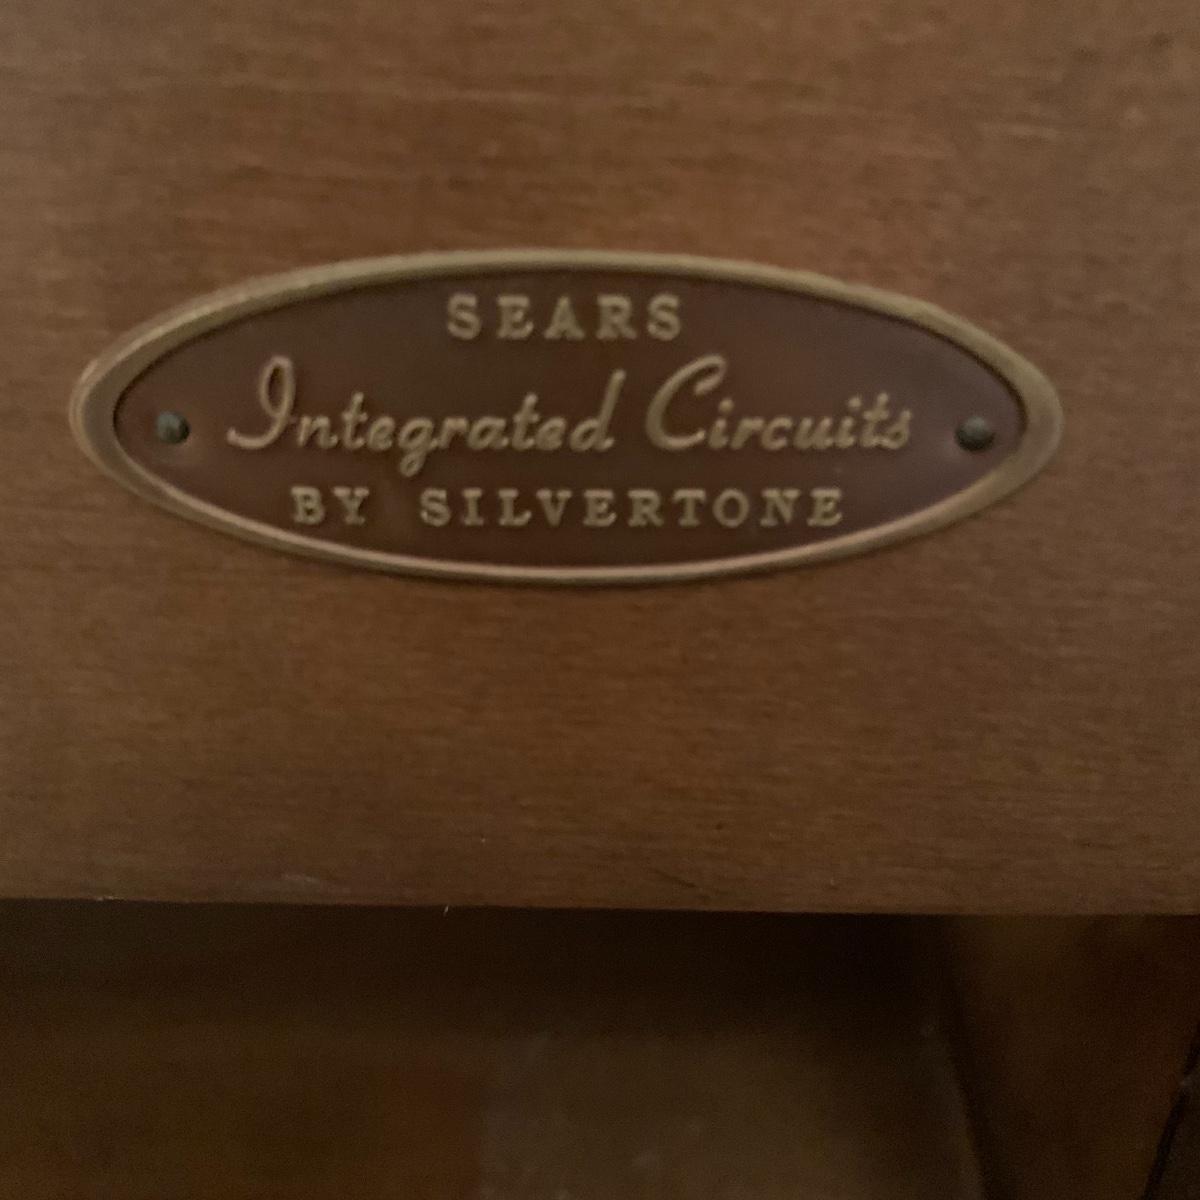 SEARS
Integrated Circuits
BY SILVERTONE